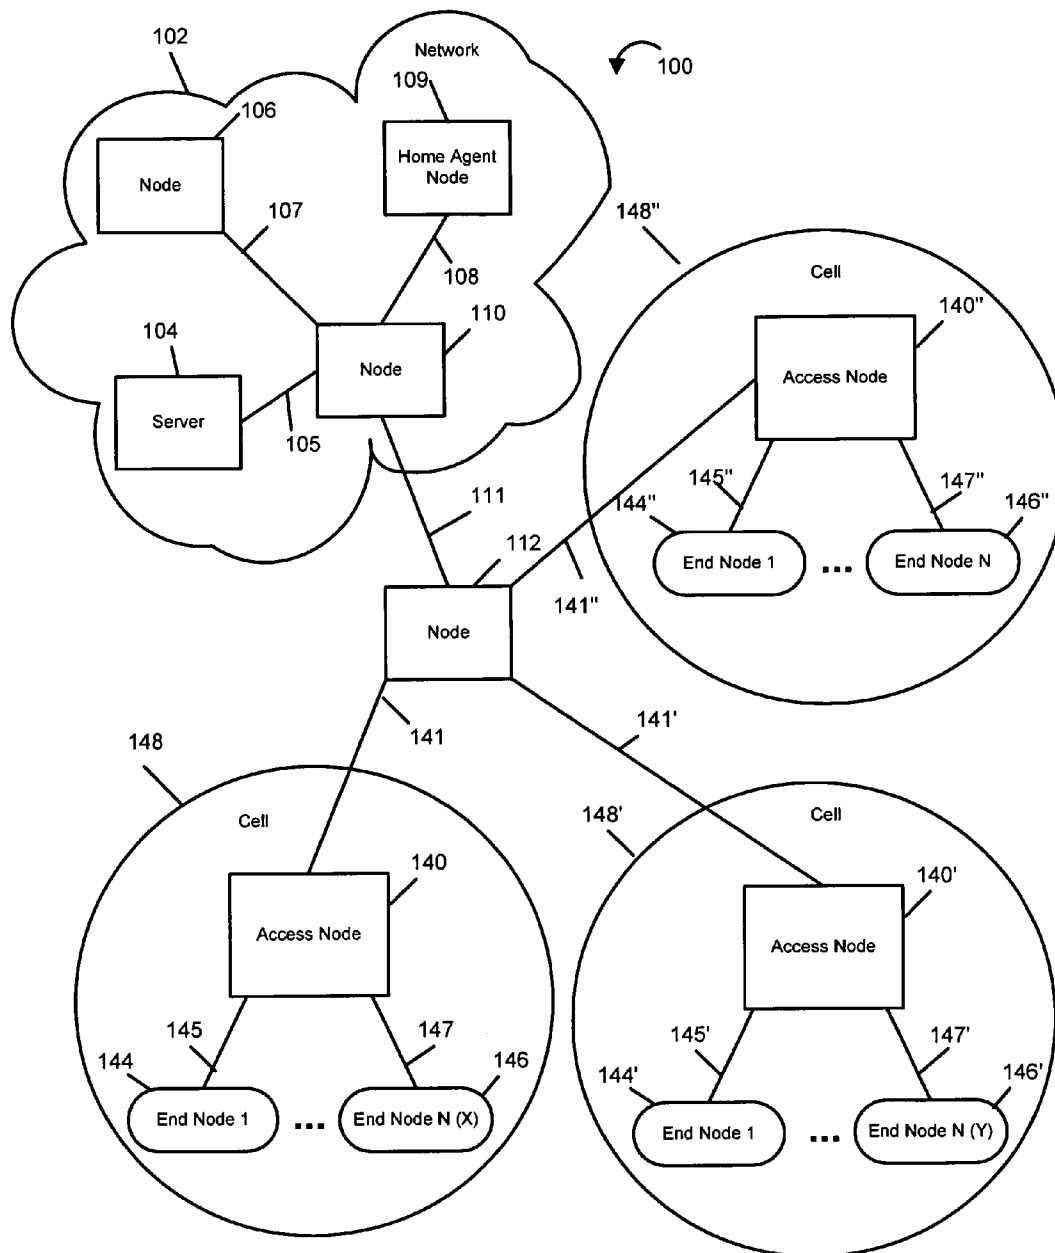 102
Network
100
109
106
Home Agent
Node
Node
107
108
148"
Cell
110
140"
104
Node
Access Node
Server
105
145"
147"
144"
146"
111
End Node 1
...
End Node N
112
141"
Node
141'
148
141
148'
Cell
Cell
140
140'
Access Node
Access Node
145
147
145'
147'
144
146
144'
146'
End Node 1
...
End Node N (X)
End Node 1
...
End Node N (Y)